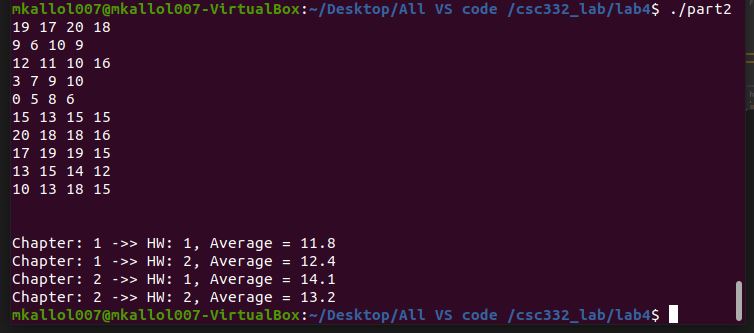 mkallol007@mkallol007-VirtualBox:~/Desktop/All VS code /csc332_lab/lab4$ ./part2
19 17 20 18
9 6 10 9
12 11 10 16
3 7 9 10
0 5 8 6
15 13 15 15
20 18 18 16
17 19 19 15
13 15 14 12
10 13 18 15
Chapter: 1 ->> HW: 1, Average = 11.8
Chapter: 1 ->> HW: 2, Average = 12.4
Chapter: 2 ->> HW: 1, Average = 14.1
Chapter: 2 ->> HW: 2, Average = 13.2
mkallol007@mkallol007-VirtualBox:~/Desktop/All VS code /csc332_lab/lab4$